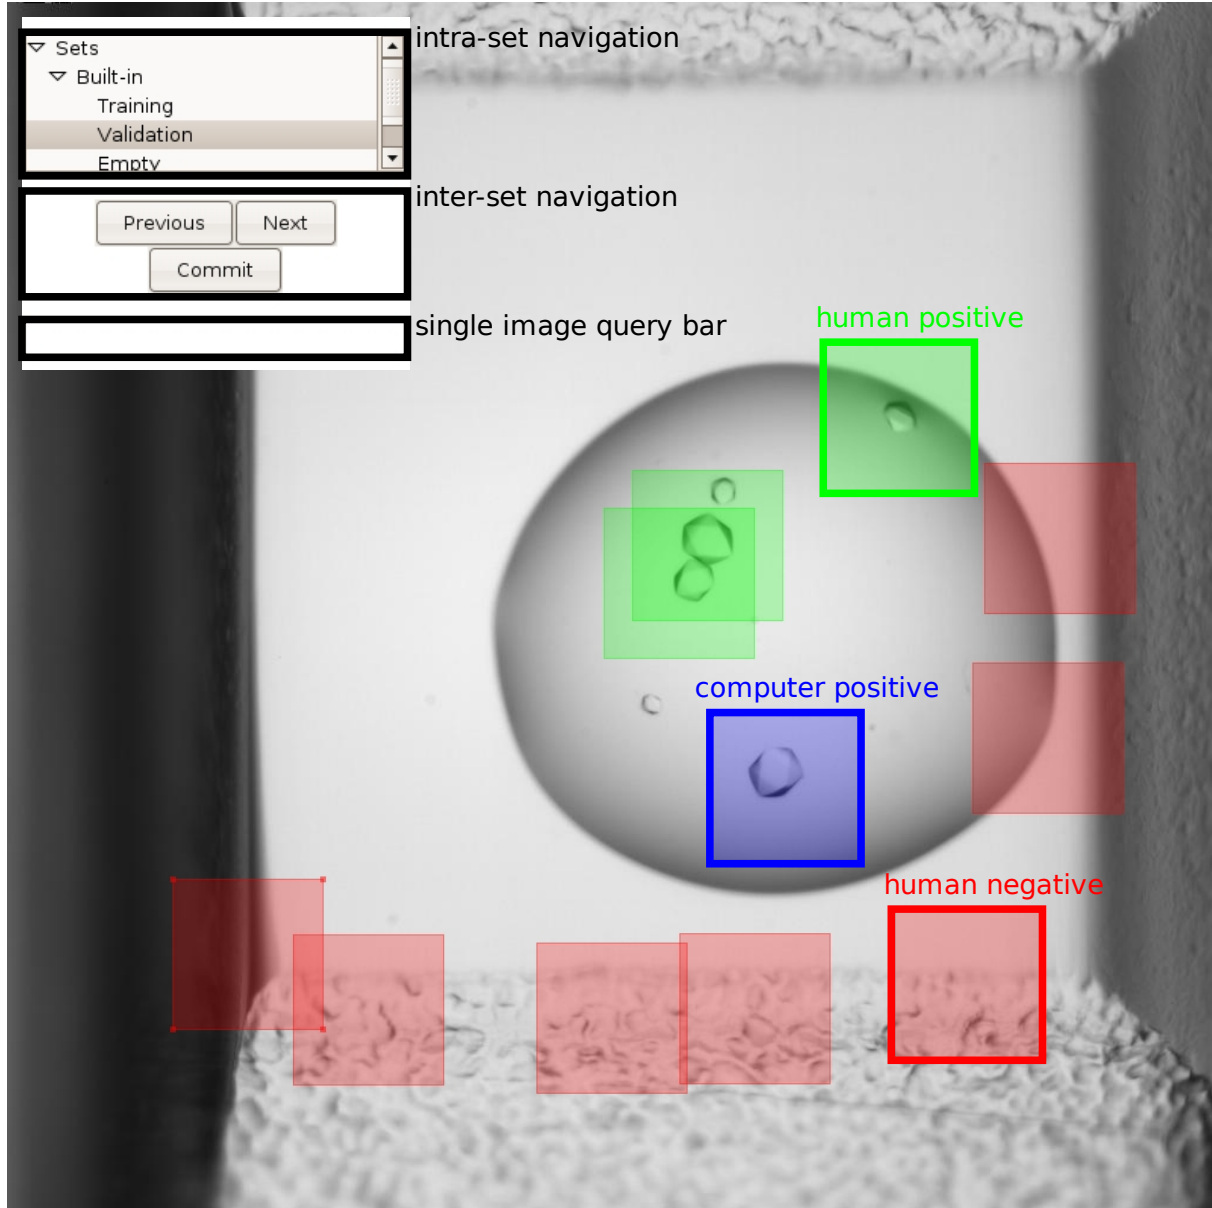 intra-set navigation
Sets
Built-in
Training
Validation
Empty
inter-set navigation
Previous Next
Commit
single image query bar
human positive
computer positive
human negative